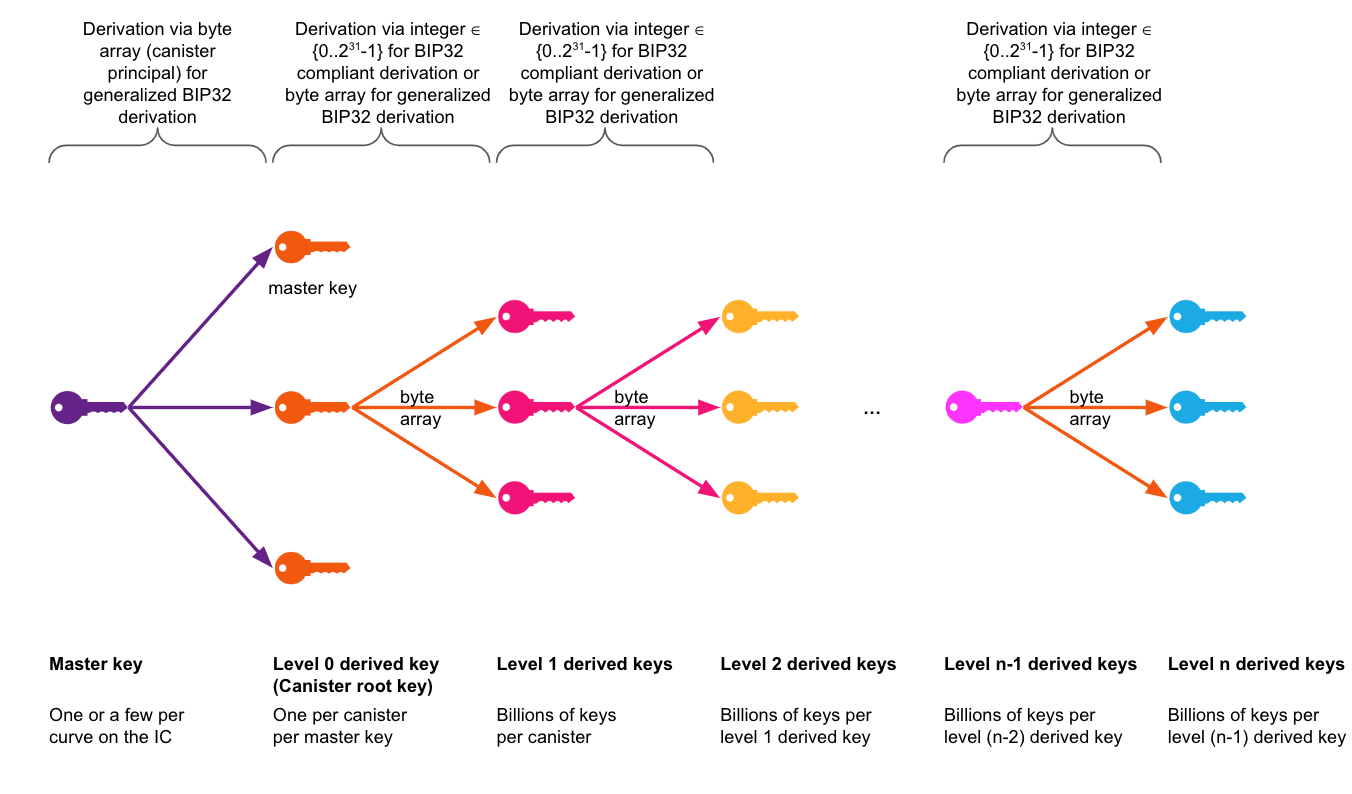 Derivation via byte
array (canister
principal) for
generalized BIP32
derivation
Derivation via integer ∈
{0..2³¹-1} for BIP32
compliant derivation or
byte array for generalized
BIP32 derivation
Derivation via integer ∈
{0..2³¹-1} for BIP32
compliant derivation or
byte array for generalized
BIP32 derivation
Derivation via integer ∈
{0..2³¹-1} for BIP32
compliant derivation or
byte array for generalized
BIP32 derivation
master key
byte
array
byte
array
...
byte
array
Master key
One or a few per
curve on the IC
Level 0 derived key
(Canister root key)
One per canister
per master key
Level 1 derived keys
Billions of keys
per canister
Level 2 derived keys
Billions of keys per
level 1 derived key
Level n-1 derived keys
Billions of keys per
level (n-2) derived key
Level n derived keys
Billions of keys per
level (n-1) derived key